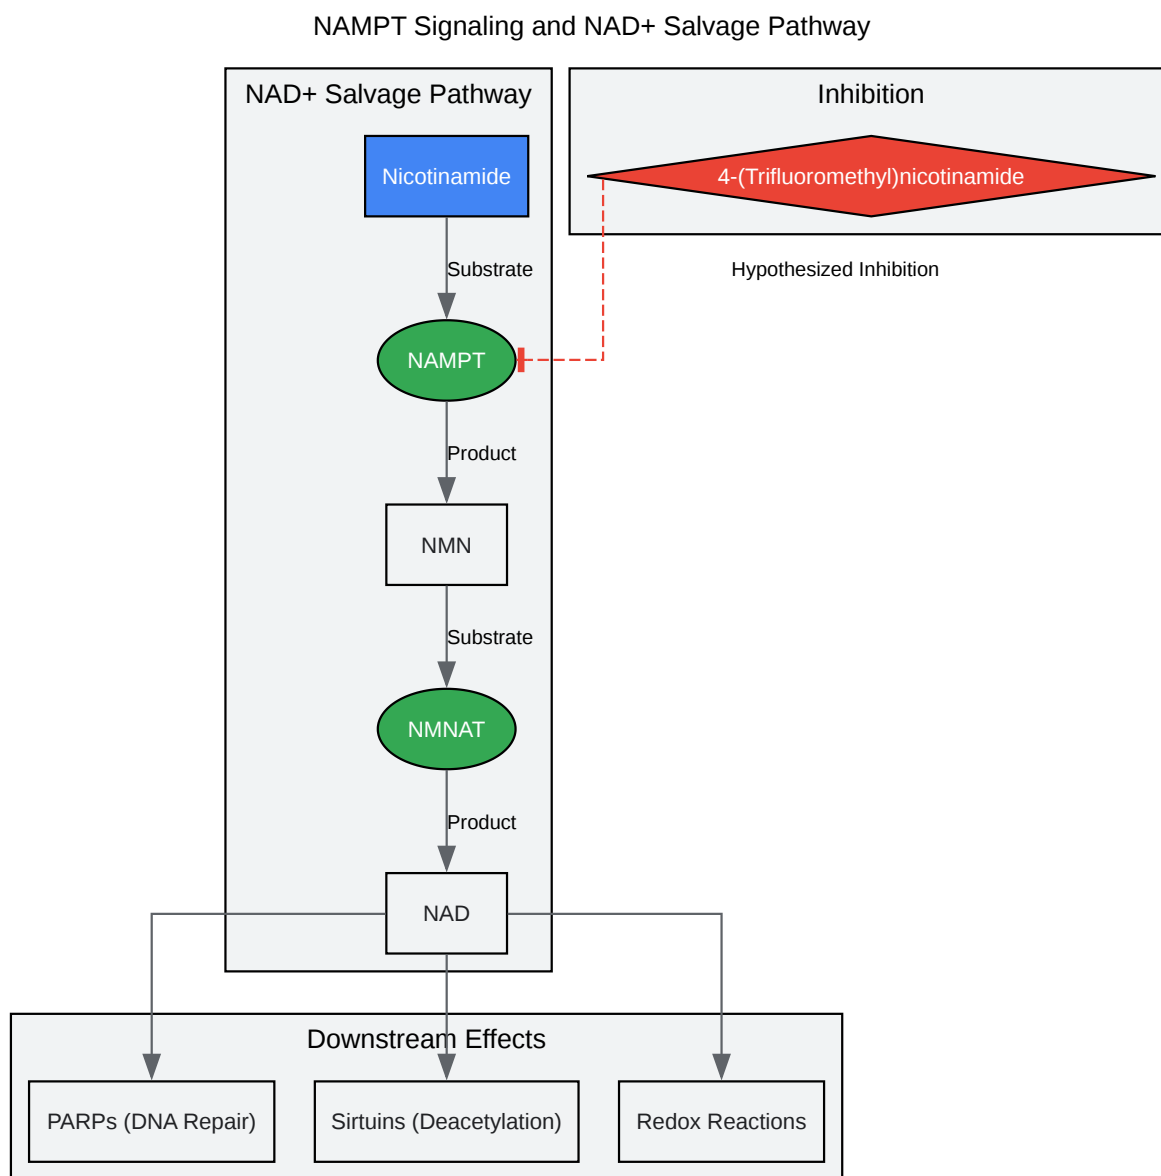 NAMPT Signaling and NAD+ Salvage Pathway
NAD+ Salvage Pathway
Inhibition
Nicotinamide
4-(Trifluoromethyl)nicotinamide
Substrate
Hypothesized Inhibition
NAMPT
Product
NMN
Substrate
NMNAT
Product
NAD
Downstream Effects
PARPs (DNA Repair)
Sirtuins (Deacetylation)
Redox Reactions